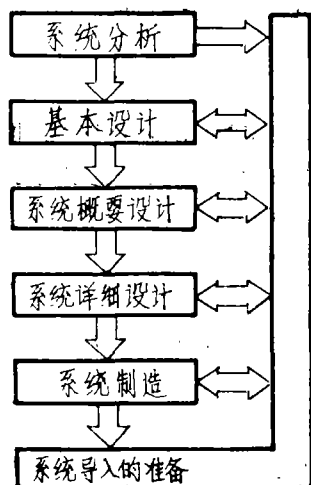 系统分析
基本设计
系统概要设计
系统详细设计
系统制造
系统导入的准备